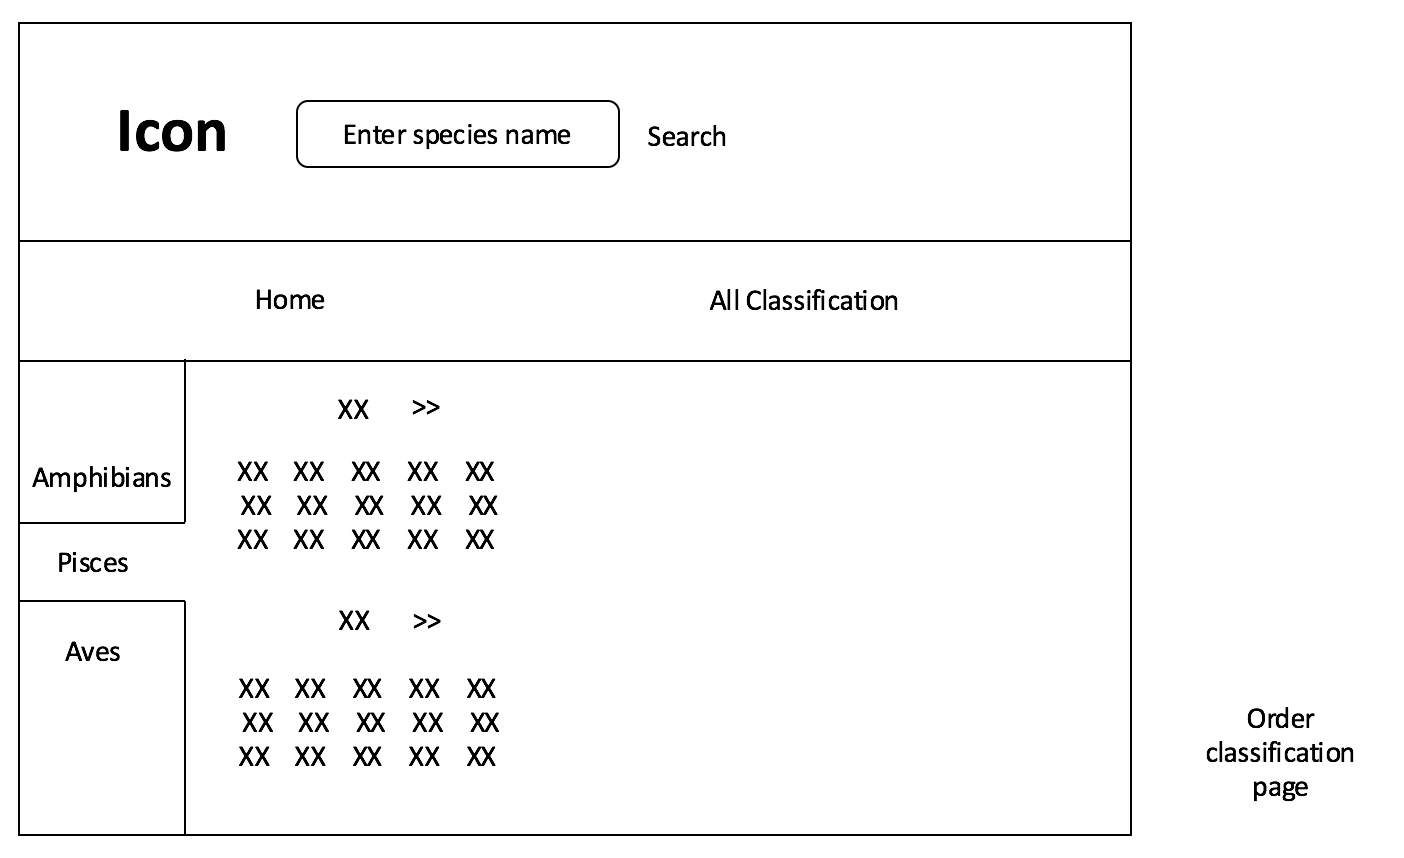 Icon
Enter species name
Search
Home
All Classification
Amphibians
Pisces
Aves
XX >>
XX XX XX XX XX
XX XX XX XX XX
XX XX XX XX XX
XX >>
XX XX XX XX XX
XX XX XX XX XX
XX XX XX XX XX
Order
classification
page